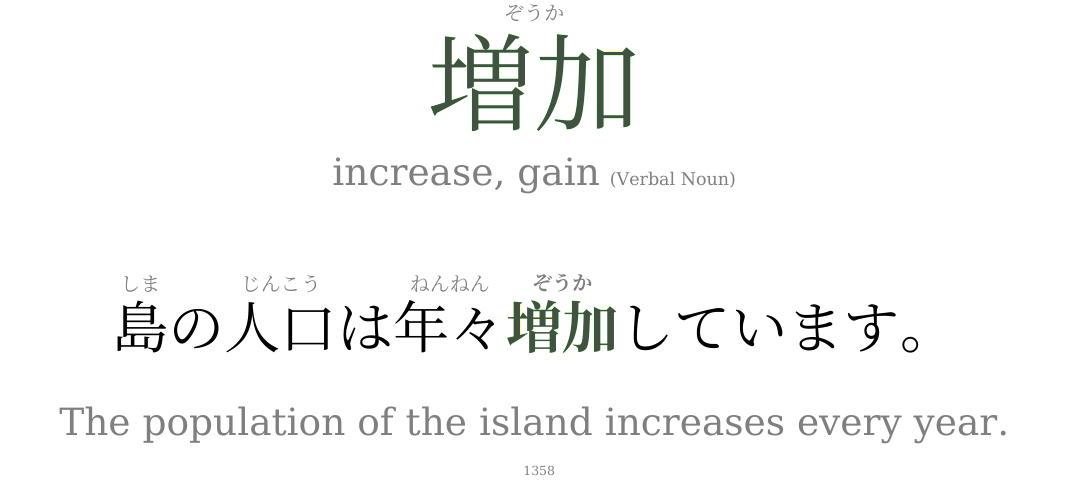 ぞうか
増加
increase, gain (Verbal Noun)
しま じんこう ねんねん ぞうか
島の人口は年々増加しています。
The population of the island increases every year.
1358